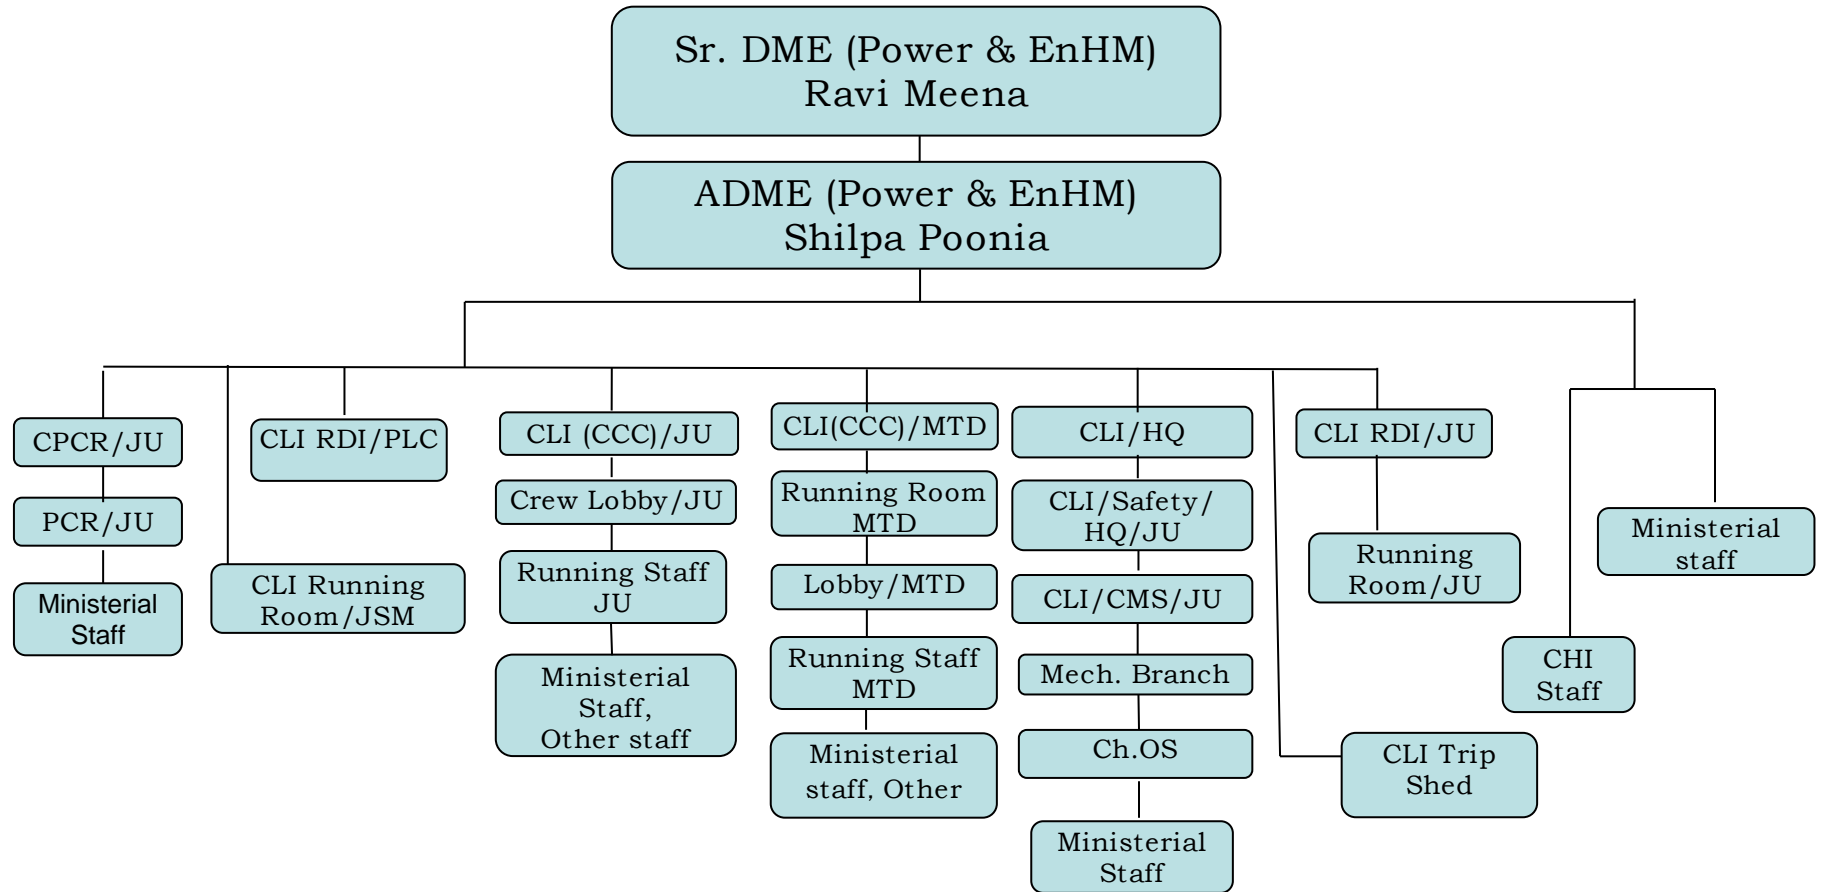 Sr. DME (Power & EnHM)
Ravi Meena
ADME (Power & EnHM)
Shilpa Poonia
CPCR/JU
PCR/JU
Ministerial
Staff
CLI Running
Room/JSM
CLI RDI/PLC
CLI (CCC)/JU
Crew Lobby/JU
Running Staff
JU
Ministerial
Staff,
Other staff
CLI(CCC)/MTD
Running Room
MTD
Lobby/MTD
Running Staff
MTD
Ministerial
staff, Other
CLI/HQ
CLI/Safety/
HQ/JU
CLI/CMS/JU
Mech. Branch
Ch.OS
Ministerial
Staff
CLI RDI/JU
Running
Room/JU
CLI Trip
Shed
CHI
Staff
Ministerial
staff